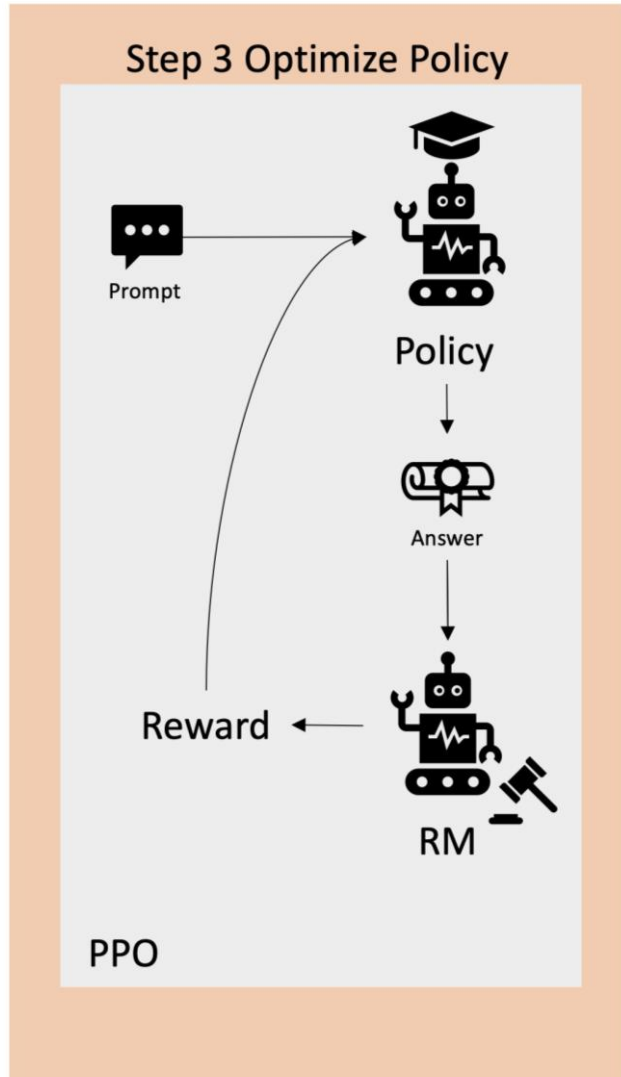 Step 3 Optimize Policy
Prompt
Policy
Answer
Reward
RM
PPO